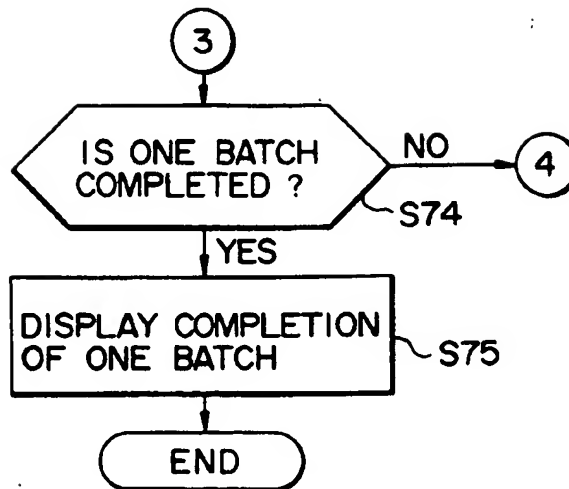 3
IS ONE BATCH
COMPLETED ?
NO
4
S74
YES
DISPLAY COMPLETION
OF ONE BATCH
S75
END